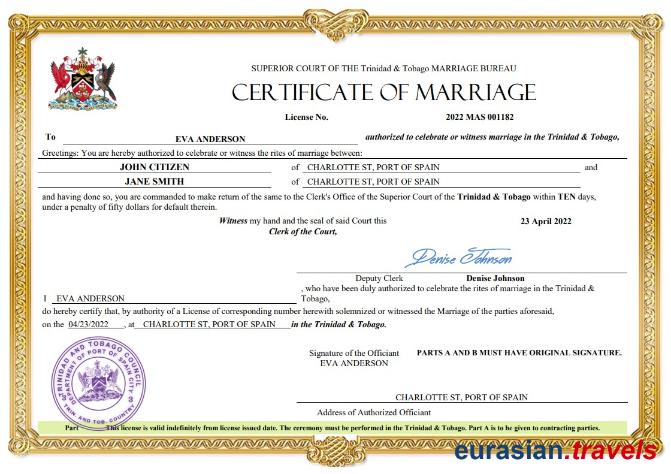 SUPERIOR COURT OF THE Trinidad & Tobago MARRIAGE BUREAU
CERTIFICATE OF MARRIAGE
License No. 2022 MAS 001182
To EVA ANDERSON authorized to celebrate or witness marriage in the Trinidad & Tobago,
Greetings: You are hereby authorized to celebrate or witness the rites of marriage between:
JOHN CITIZEN of CHARLOTTE ST, PORT OF SPAIN and
JANE SMITH of CHARLOTTE ST, PORT OF SPAIN
and having done so, you are commanded to make return of the same to the Clerk's Office of the Superior Court of the Trinidad & Tobago within TEN days,
under a penalty of fifty dollars for default therein.
Witness my hand and the seal of said Court this 23 April 2022
Clerk of the Court,
Denise Johnson
Deputy Clerk Denise Johnson
I EVA ANDERSON , who have been duly authorized to celebrate the rites of marriage in the Trinidad &
Tobago,
do hereby certify that, by authority of a License of corresponding number herewith solemnized or witnessed the Marriage of the parties aforesaid,
on the 04/23/2022 , at CHARLOTTE ST, PORT OF SPAIN in the Trinidad & Tobago.
TRINIDAD AND TOBAGO COUNCIL
DEPARTMENT OF PORT OF SPAIN CITY
TRIN. AND TOB. COUNTRY
Signature of the Officiant PARTS A AND B MUST HAVE ORIGINAL SIGNATURE.
EVA ANDERSON
CHARLOTTE ST, PORT OF SPAIN
Address of Authorized Officiant
Part This license is valid indefinitely from license issued date. The ceremony must be performed in the Trinidad & Tobago. Part A is to be given to contracting parties.
eurasian.travels